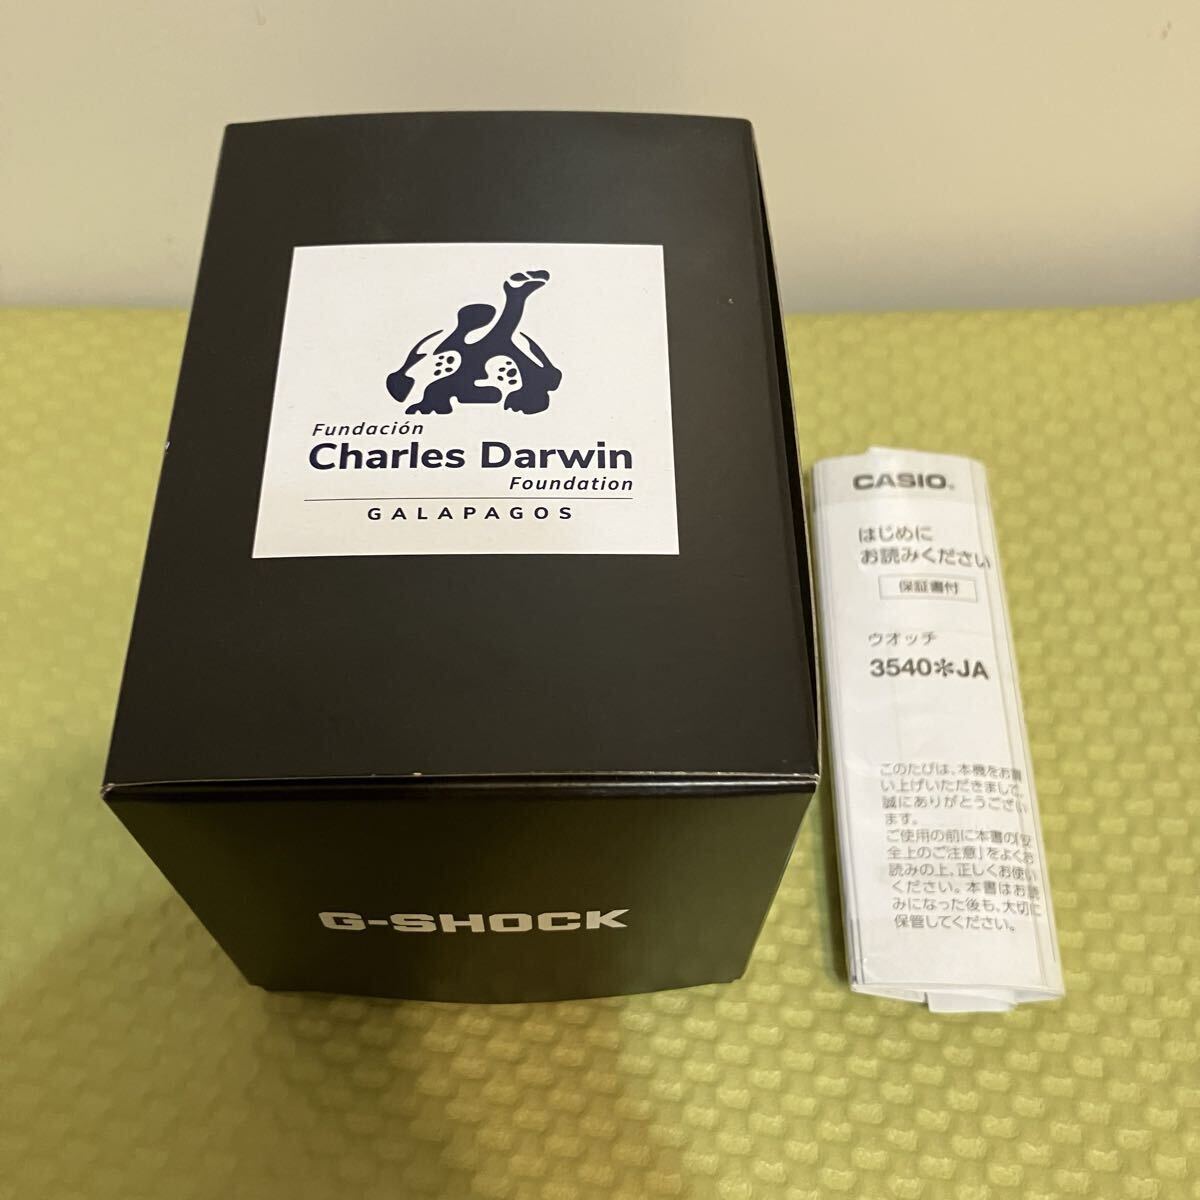 Fundación
Charles Darwin
Foundation
GALAPAGOS
G-SHOCK
CASIO®
はじめに
お読みください
保証書付
ウオッチ
3540✻JA
このたびは、本機をお買
い上げいただきまして、
誠にありがとうござい
ます。
ご使用の前に本書の「安
全上のご注意」をよくお
読みの上、正しくお使い
ください。本書はお読
みになった後も、大切に
保管してください。